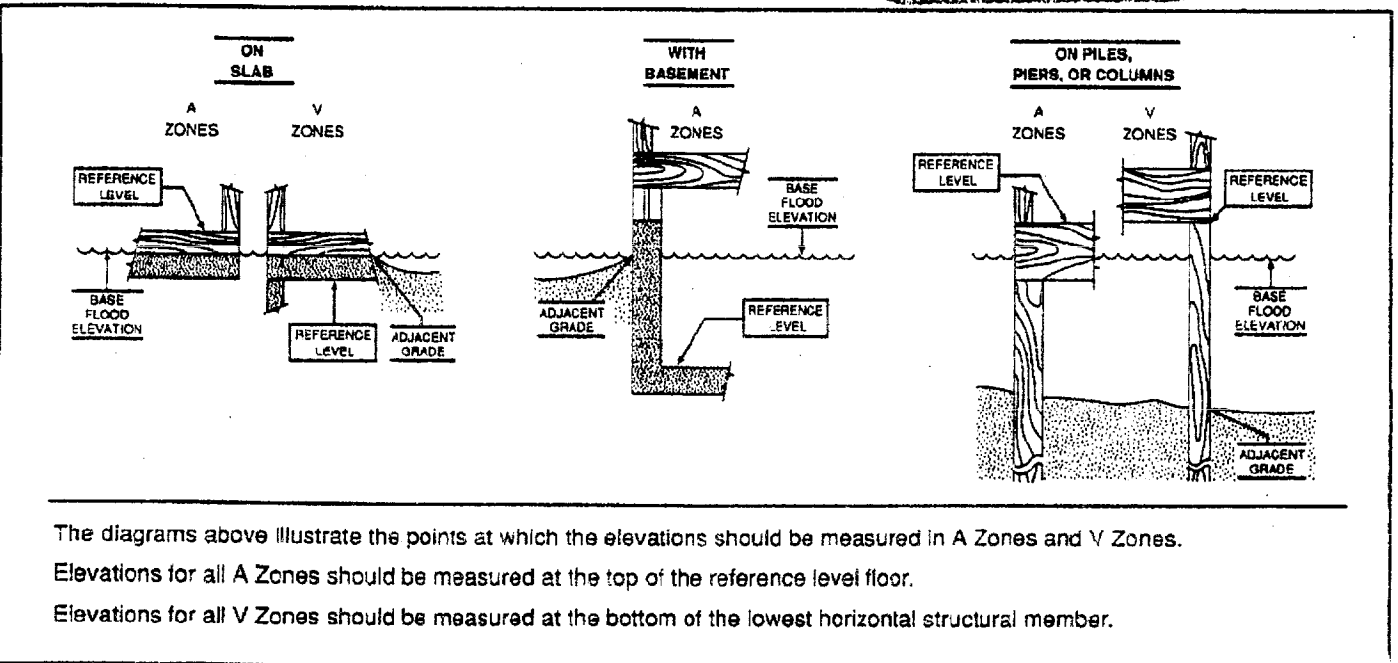 ON
SLAB
A
ZONES
V
ZONES
REFERENCE
LEVEL
BASE
FLOOD
ELEVATION
REFERENCE
LEVEL
ADJACENT
GRADE
WITH
BASEMENT
A
ZONES
BASE
FLOOD
ELEVATION
ADJACENT
GRADE
REFERENCE
LEVEL
ON PILES,
PIERS, OR COLUMNS
A
ZONES
V
ZONES
REFERENCE
LEVEL
REFERENCE
LEVEL
BASE
FLOOD
ELEVATION
ADJACENT
GRADE
The diagrams above illustrate the points at which the elevations should be measured in A Zones and V Zones.
Elevations for all A Zones should be measured at the top of the reference level floor.
Elevations for all V Zones should be measured at the bottom of the lowest horizontal structural member.